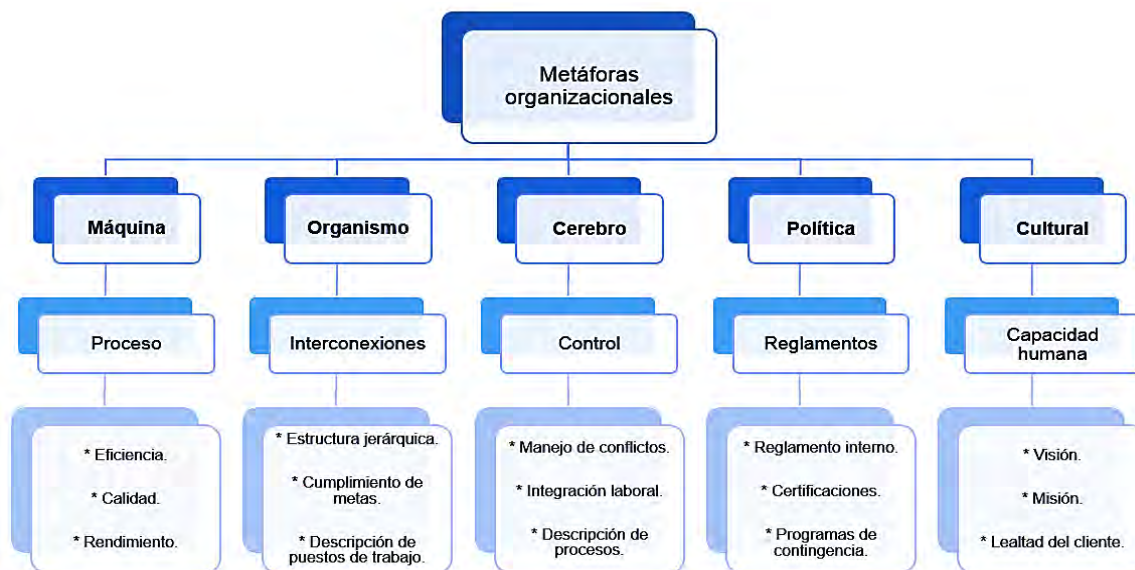 Metáforas
organizacionales
Máquina
Organismo
Cerebro
Política
Cultural
Proceso
Interconexiones
Control
Reglamentos
Capacidad
humana
* Eficiencia.
* Calidad.
* Rendimiento.
* Estructura jerárquica.
* Cumplimiento de
metas.
* Descripción de
puestos de trabajo.
* Manejo de conflictos.
* Integración laboral.
* Descripción de
procesos.
* Reglamento interno.
* Certificaciones.
* Programas de
contingencia.
* Visión.
* Misión.
* Lealtad del cliente.